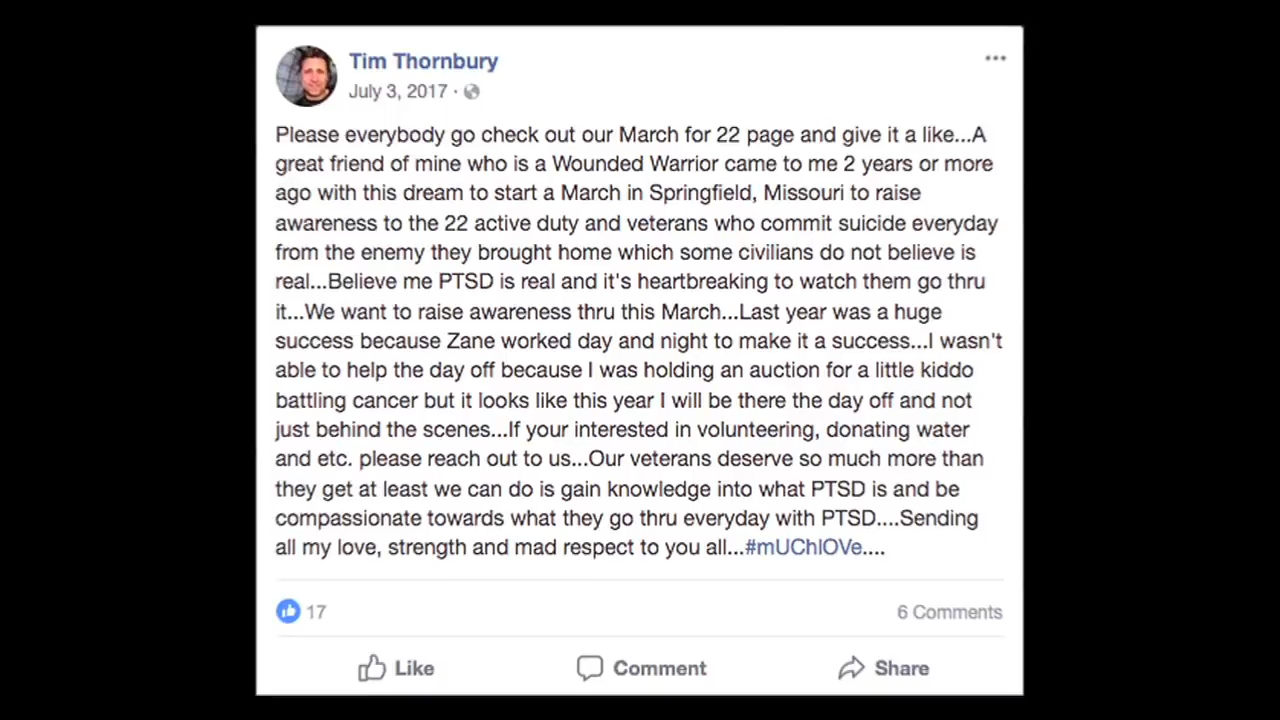 Tim Thornbury
July 3, 2017 ·
Please everybody go check out our March for 22 page and give it a like...A
great friend of mine who is a Wounded Warrior came to me 2 years or more
ago with this dream to start a March in Springfield, Missouri to raise
awareness to the 22 active duty and veterans who commit suicide everyday
from the enemy they brought home which some civilians do not believe is
real...Believe me PTSD is real and it's heartbreaking to watch them go thru
it...We want to raise awareness thru this March...Last year was a huge
success because Zane worked day and night to make it a success...I wasn't
able to help the day off because I was holding an auction for a little kiddo
battling cancer but it looks like this year I will be there the day off and not
just behind the scenes...If your interested in volunteering, donating water
and etc. please reach out to us...Our veterans deserve so much more than
they get at least we can do is gain knowledge into what PTSD is and be
compassionate towards what they go thru everyday with PTSD....Sending
all my love, strength and mad respect to you all...#mUChlOVe....
17
6 Comments
Like
Comment
Share